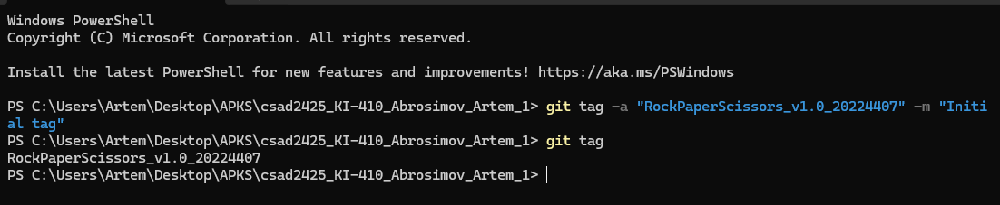 Windows PowerShell
Copyright (C) Microsoft Corporation. All rights reserved.
Install the latest PowerShell for new features and improvements! https://aka.ms/PSWindows
PS C:\Users\Artem\Desktop\APKS\csad2425_KI-410_Abrosimov_Artem_1> git tag -a "RockPaperScissors_v1.0_20224407" -m "Initi
al tag"
PS C:\Users\Artem\Desktop\APKS\csad2425_KI-410_Abrosimov_Artem_1> git tag
RockPaperScissors_v1.0_20224407
PS C:\Users\Artem\Desktop\APKS\csad2425_KI-410_Abrosimov_Artem_1>